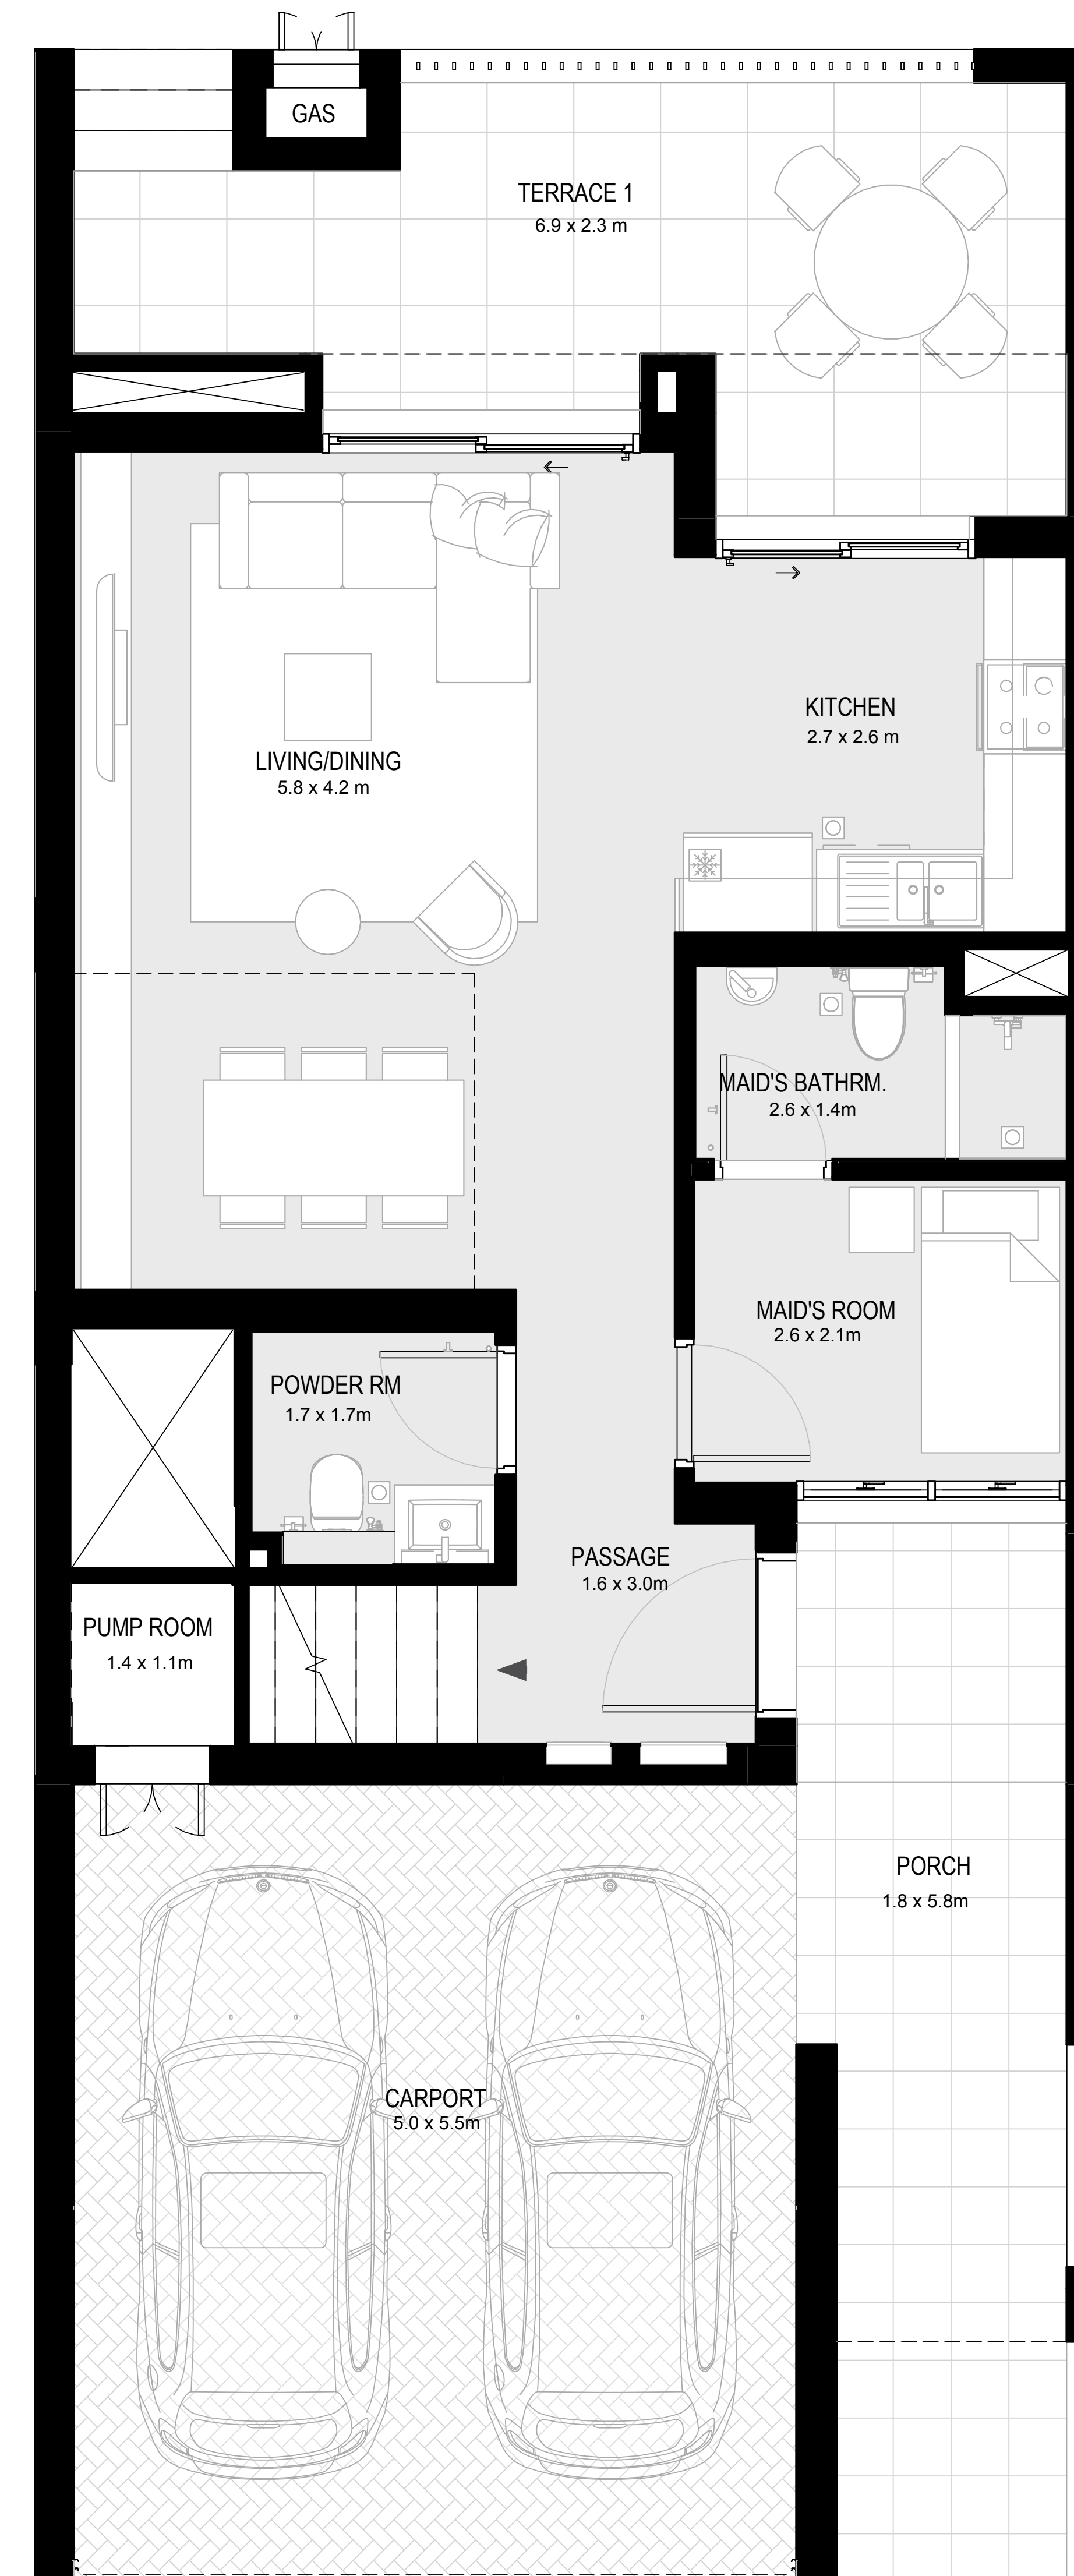 GAS
TERRACE 1
6.9 x 2.3 m
KITCHEN
2.7 x 2.6 m
LIVING/DINING
5.8 x 4.2 m
MAID'S BATHRM.
2.6 x 1.4m
MAID'S ROOM
2.6 x 2.1m
POWDER RM
1.7 x 1.7m
PASSAGE
1.6 x 3.0m
PUMP ROOM
1.4 x 1.1m
PORCH
1.8 x 5.8m
CARPORT
5.0 x 5.5m